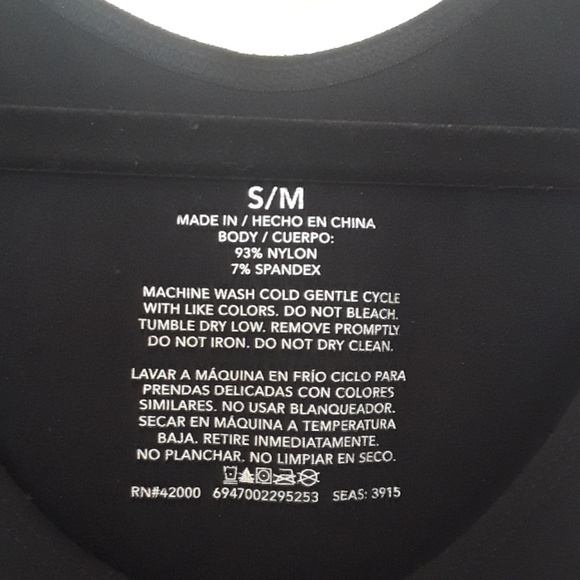 S/M
MADE IN / HECHO EN CHINA
BODY / CUERPO:
93% NYLON
7% SPANDEX
MACHINE WASH COLD GENTLE CYCLE
WITH LIKE COLORS. DO NOT BLEACH.
TUMBLE DRY LOW. REMOVE PROMPTLY
DO NOT IRON. DO NOT DRY CLEAN.
LAVAR A MÁQUINA EN FRÍO CICLO PARA
PRENDAS DELICADAS CON COLORES
SIMILARES. NO USAR BLANQUEADOR.
SECAR EN MÁQUINA A TEMPERATURA
BAJA. RETIRE INMEDIATAMENTE.
NO PLANCHAR. NO LIMPIAR EN SECO.
RN#42000 6947002295253 SEAS: 3915